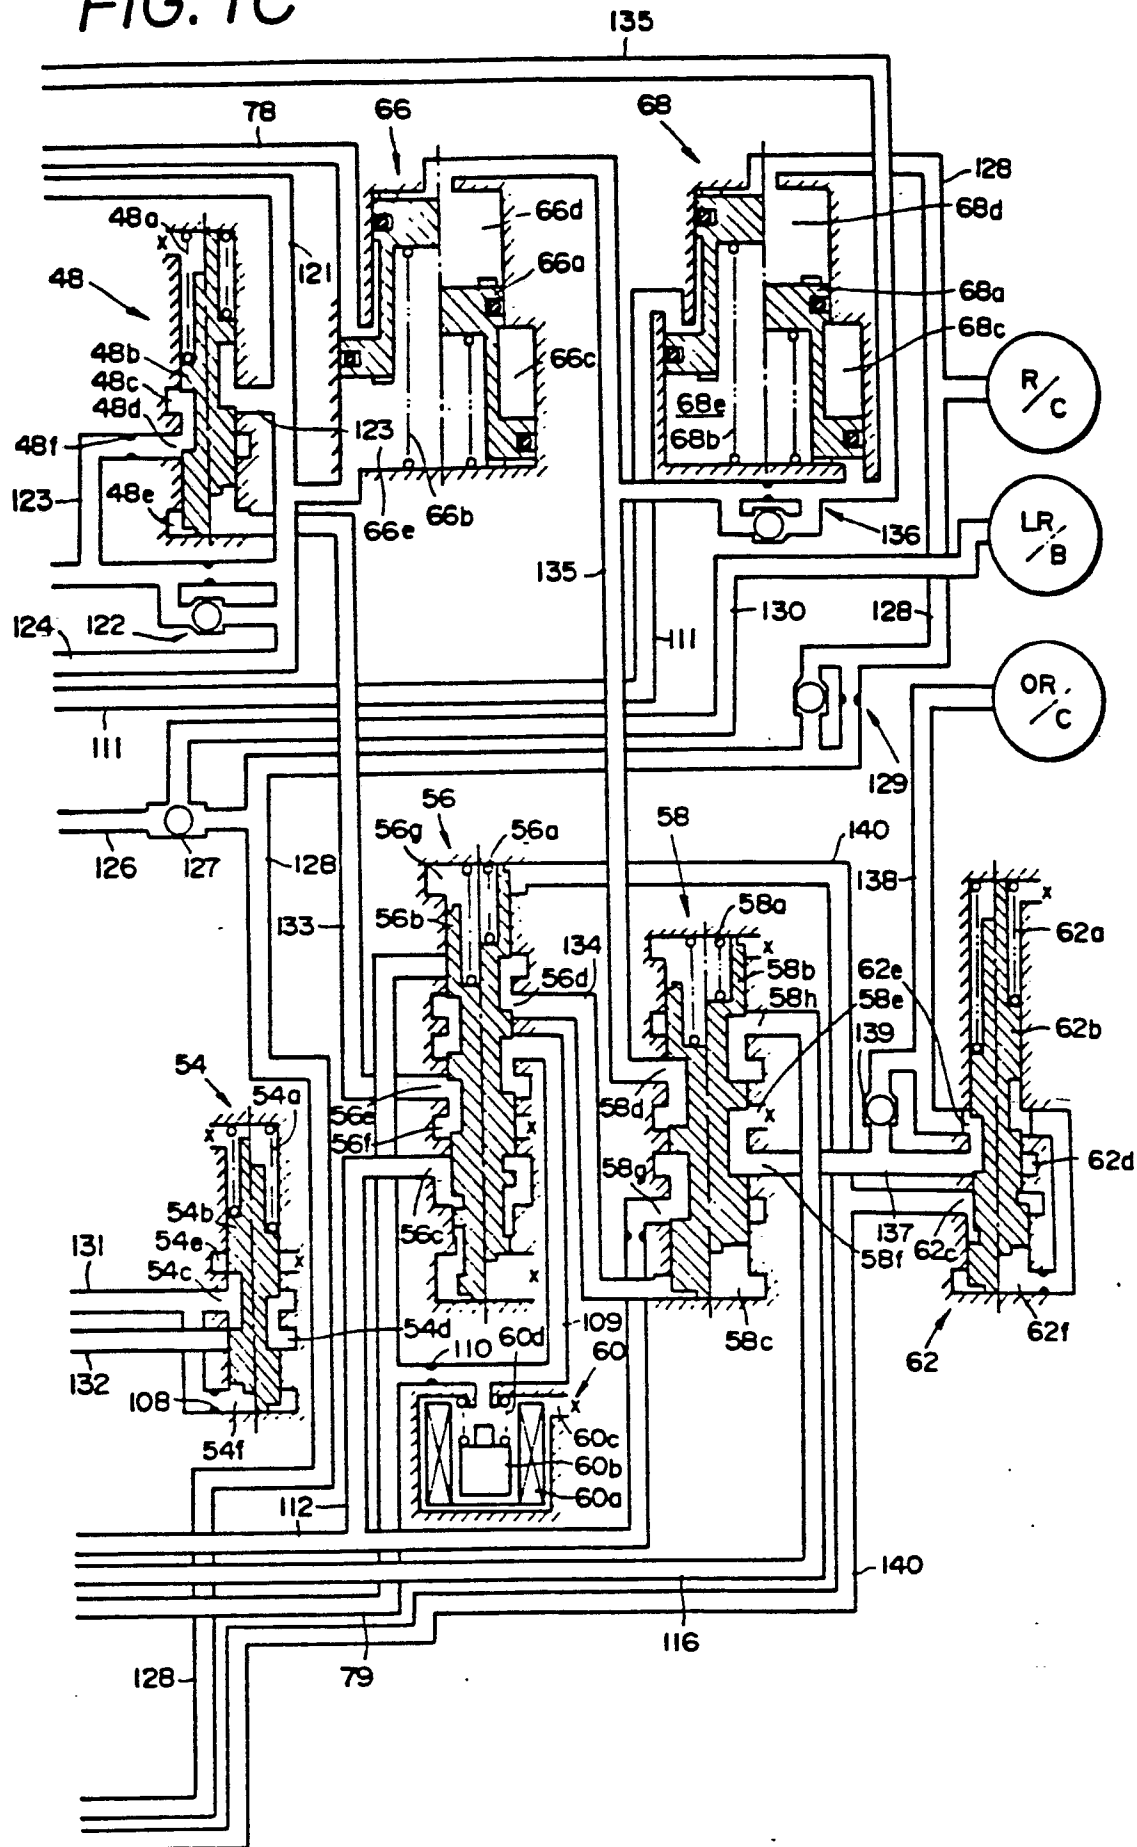 FIG. 1C
135
78
66
68
128
48a
x
66d
68d
48
121
66a
68a
48b
66c
68c
48c
R/C
48d
68e
48f
123
68b
123
48e
66e
66b
136
LR/B
135
130
128
124
122
111
OR/C
111
129
56
56g
56a
58
140
126
127
128
138
133
56b
134
58a
x
x
62a
56d
58b
62e
58h
58e
62b
54
139
54a
56e
58d
x
x
56f
x
62d
54b
58g
56c
137
54e
58f
62c
131
x
54c
x
109
62f
54d
60d
58c
110
60
62
132
x
108
60c
54f
60b
60a
112
140
116
128
79